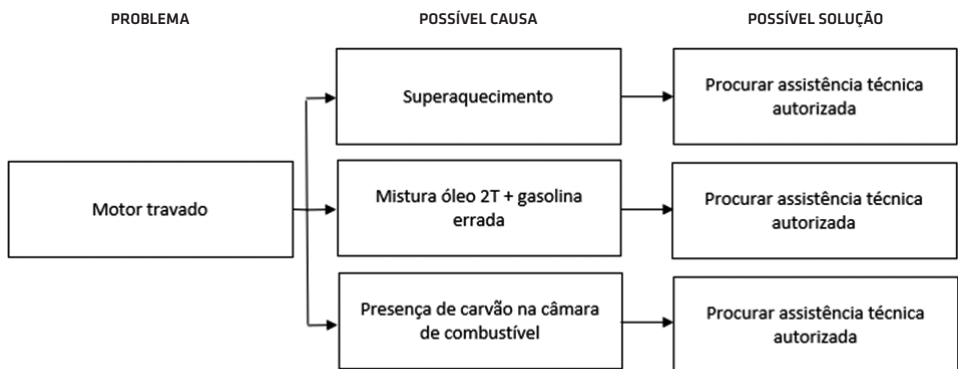 PROBLEMA
POSSÍVEL CAUSA
POSSÍVEL SOLUÇÃO
Motor travado
Superaquecimento
Procurar assistência técnica
autorizada
Mistura óleo 2T + gasolina
errada
Procurar assistência técnica
autorizada
Presença de carvão na câmara
de combustível
Procurar assistência técnica
autorizada